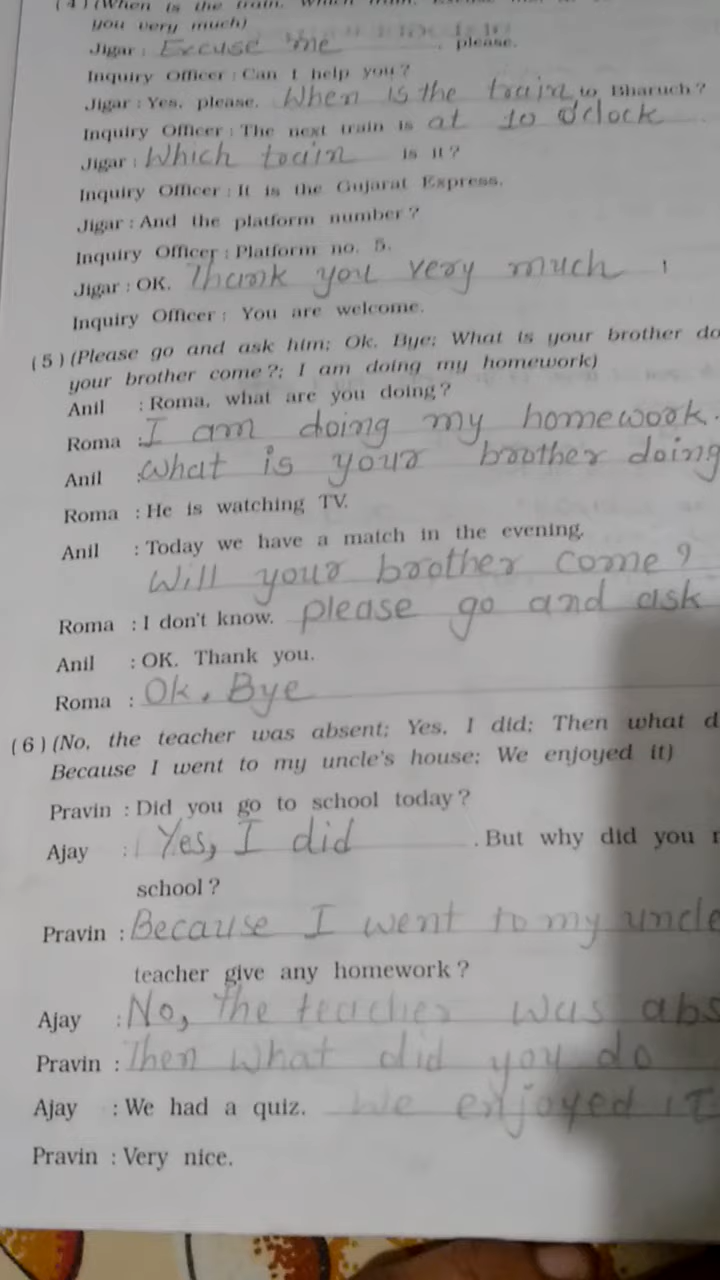 (4) (When is the train, Which train, Excuse me,
you very much)
Jigar : Excuse me . please.
Inquiry Officer : Can I help you?
Jigar : Yes, please. When is the train to Bharuch?
Inquiry Officer : The next train is at 10 o'clock
Jigar : Which train is it?
Inquiry Officer : It is the Gujarat Express.
Jigar : And the platform number?
Inquiry Officer : Platform no. 5.
Jigar : OK. Thank you very much !
Inquiry Officer : You are welcome.
(5) (Please go and ask him; Ok. Bye; What is your brother do
your brother come?; I am doing my homework)
Anil : Roma, what are you doing?
Roma : I am doing my homework.
Anil : What is your brother doing
Roma : He is watching TV.
Anil : Today we have a match in the evening.
Will your brother come?
Roma : I don't know. please go and ask
Anil : OK. Thank you.
Roma : Ok. Bye
(6) (No, the teacher was absent; Yes, I did; Then what d
Because I went to my uncle's house; We enjoyed it)
Pravin : Did you go to school today?
Ajay : Yes, I did . But why did you
school?
Pravin : Because I went to my uncle
teacher give any homework?
Ajay : No, the teacher was abs
Pravin : Then what did you do
Ajay : We had a quiz. We enjoyed it
Pravin : Very nice.